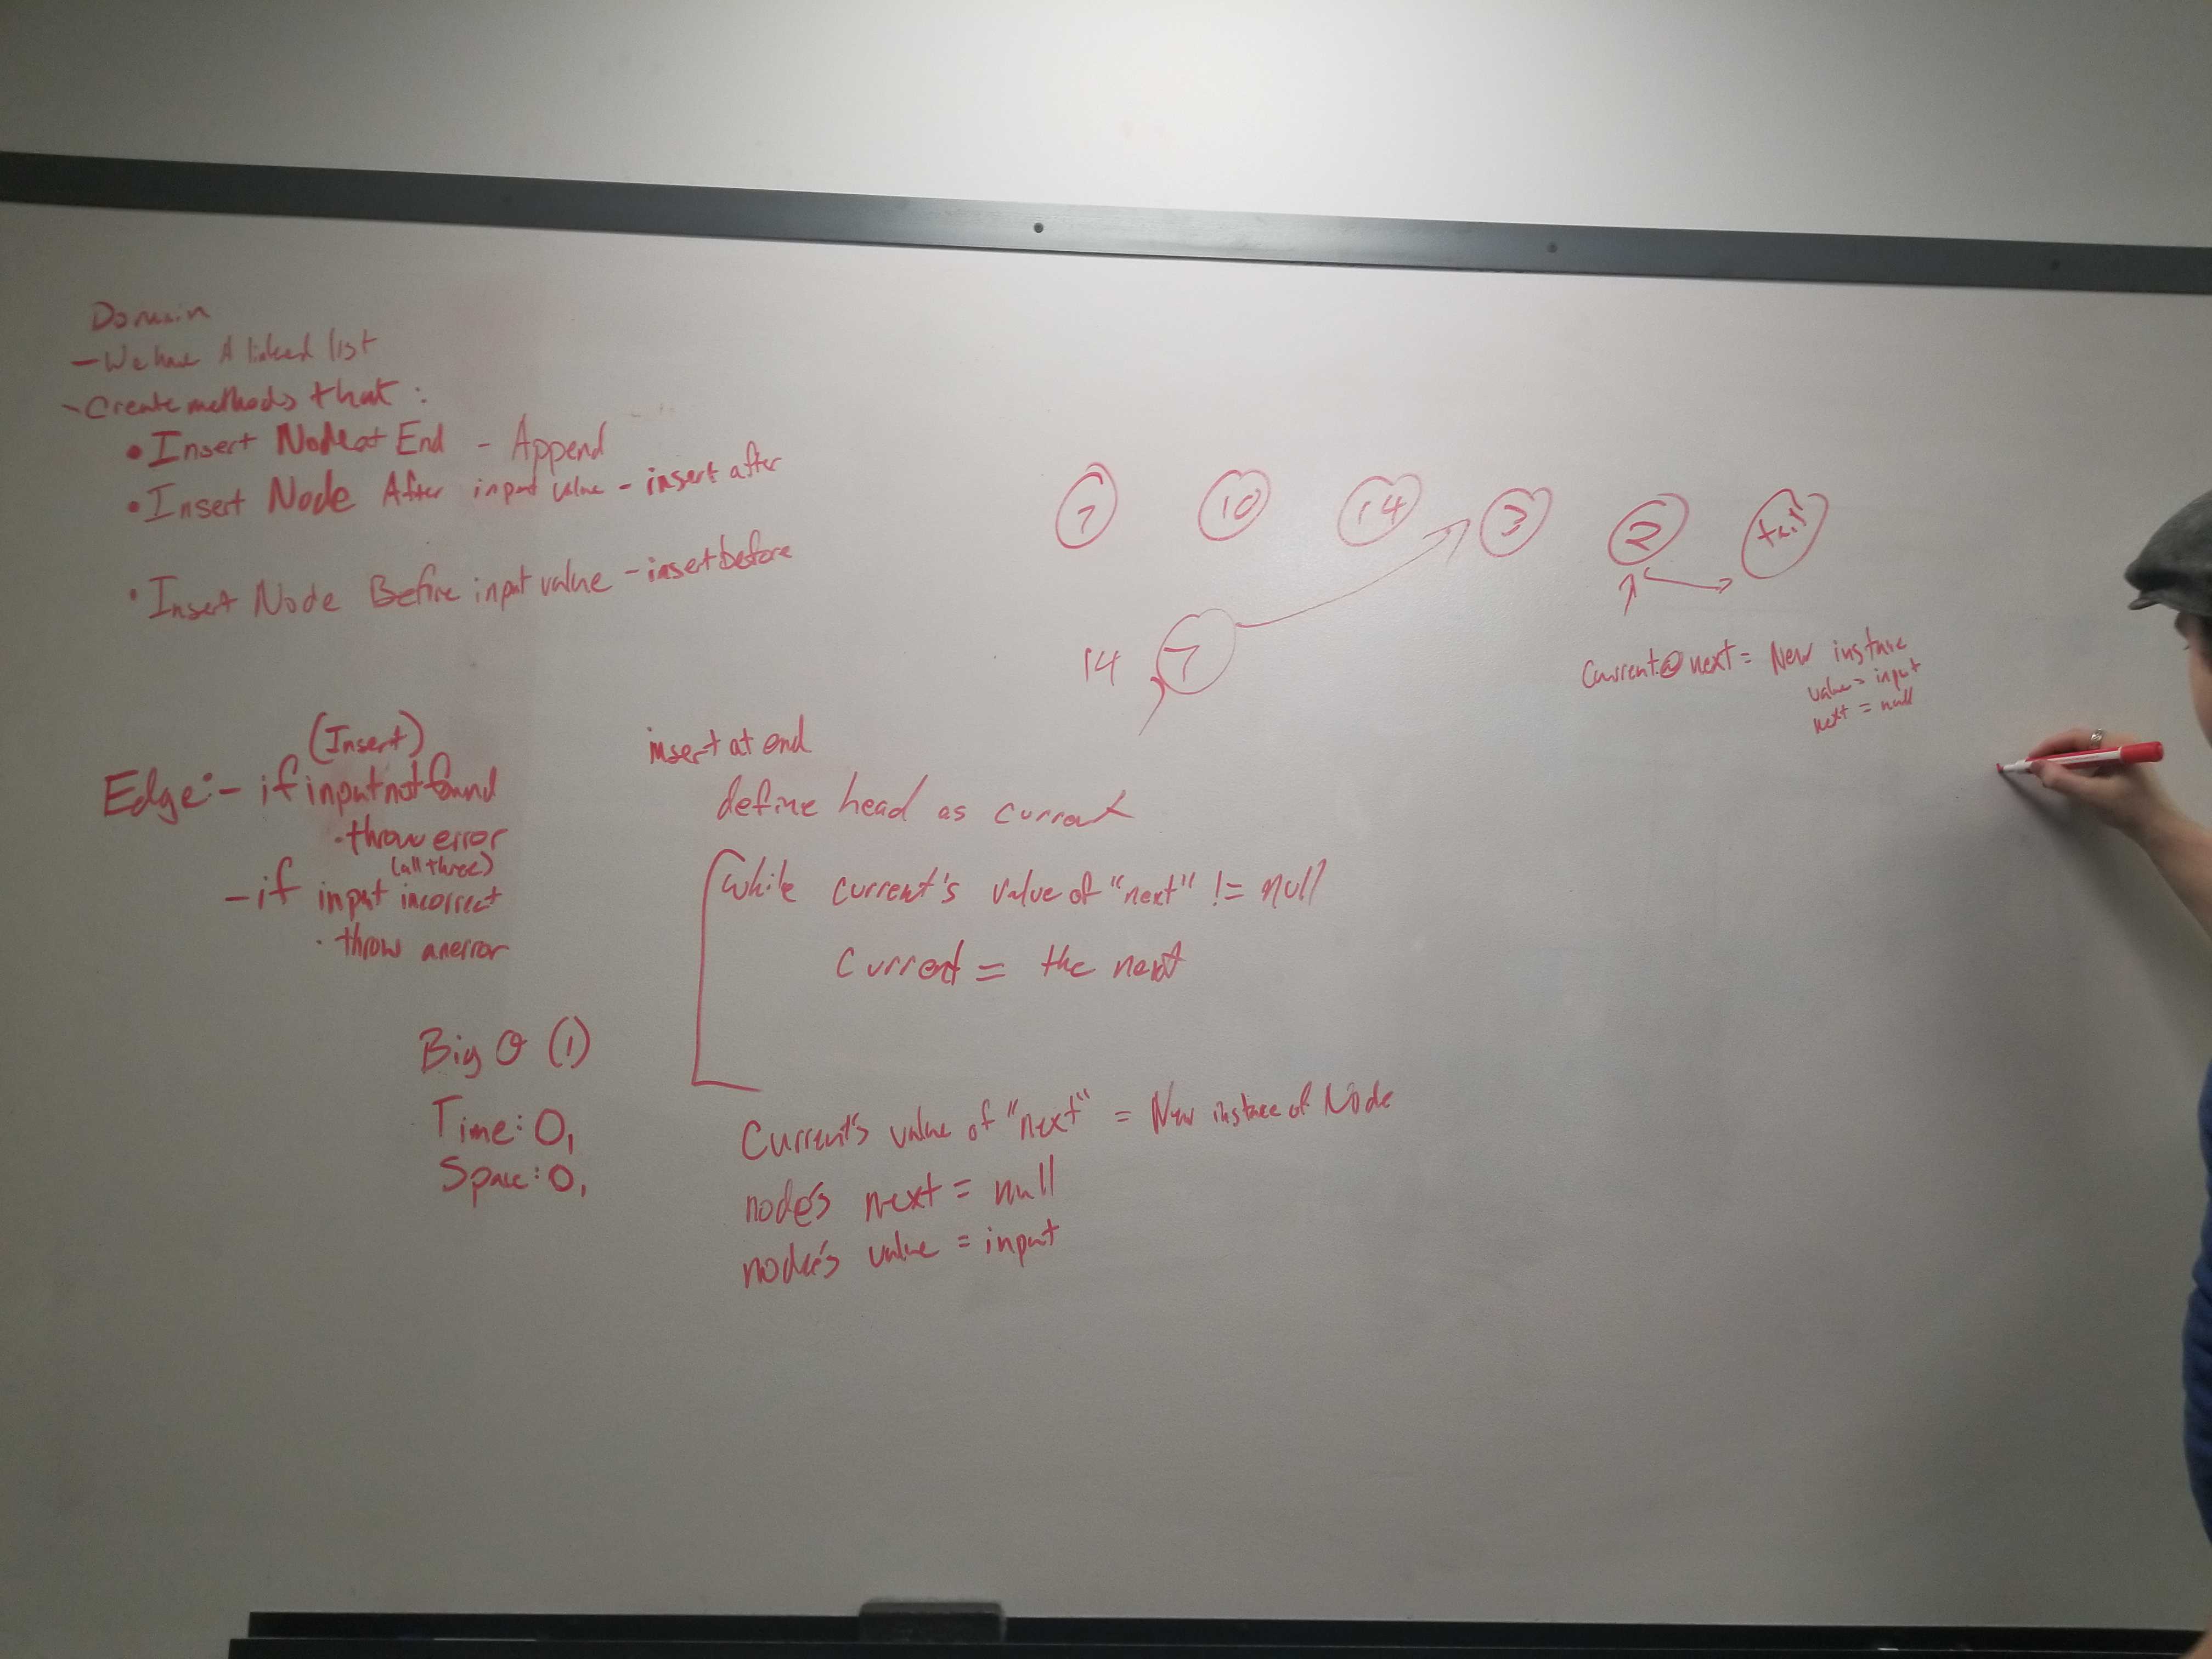 Domain
- We have A linked list
- Create methods that :
• Insert Node at End - Append
• Insert Node After input value - insert after
• Insert Node Before input value - insert before
7 10 14 3 2 tail
14 7
Current. next = New instance
value = input
next = null
(Insert)
Edge: - if input not found
• throw error
(all three)
- if input incorrect
• throw an error
Big O (1)
Time: O1
Space: O1
insert at end
define head as current
while current's value of "next" != null
Current = the next
Current's value of "next" = New instace of Node
node's next = null
node's value = input